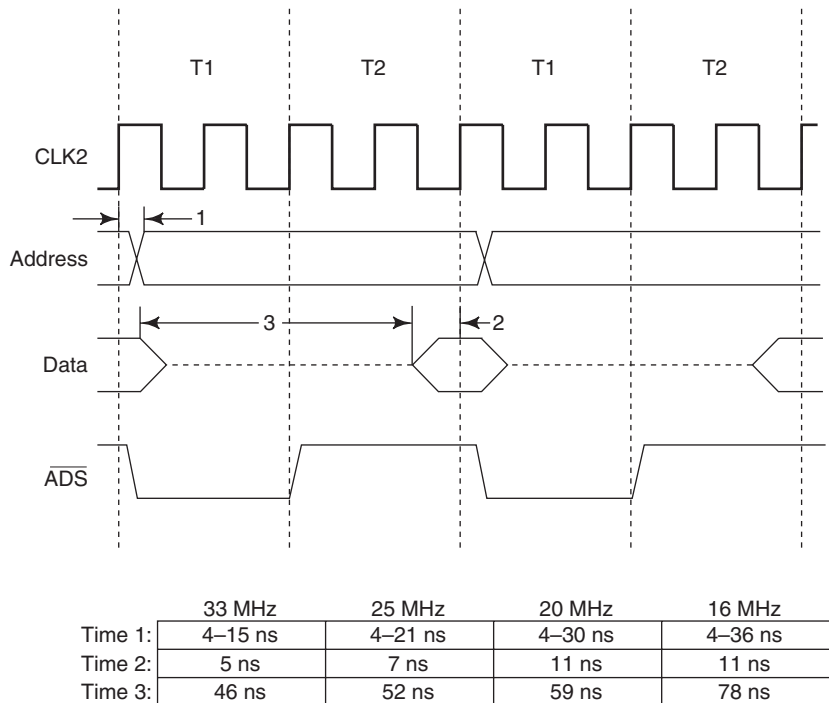 T1 T2 T1 T2
CLK2
1
Address
3 2
Data
ADS
33 MHz 25 MHz 20 MHz 16 MHz
Time 1: 4–15 ns 4–21 ns 4–30 ns 4–36 ns
Time 2: 5 ns 7 ns 11 ns 11 ns
Time 3: 46 ns 52 ns 59 ns 78 ns